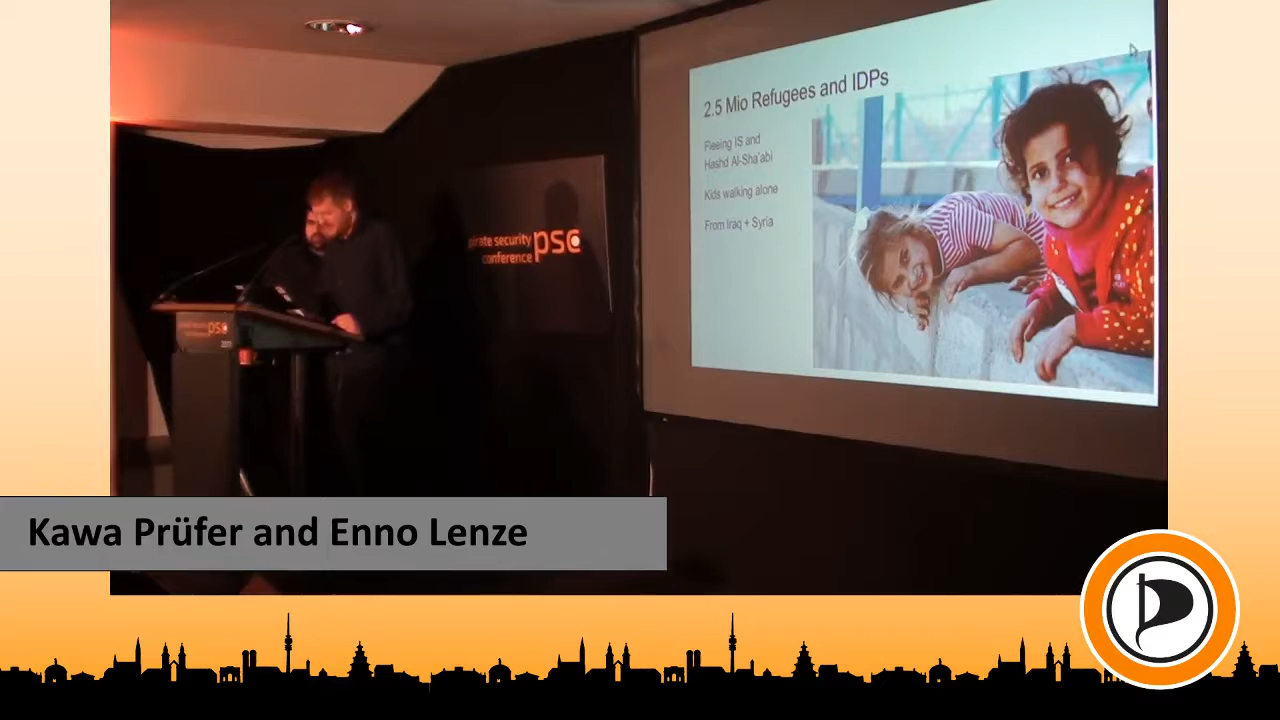 2.5 Mio Refugees and IDPs
Fleeing IS and
Hashd Al-Sha'abi
Kids walking alone
From Iraq + Syria
pirate security
conference
psc
psc
Kawa Prüfer and Enno Lenze